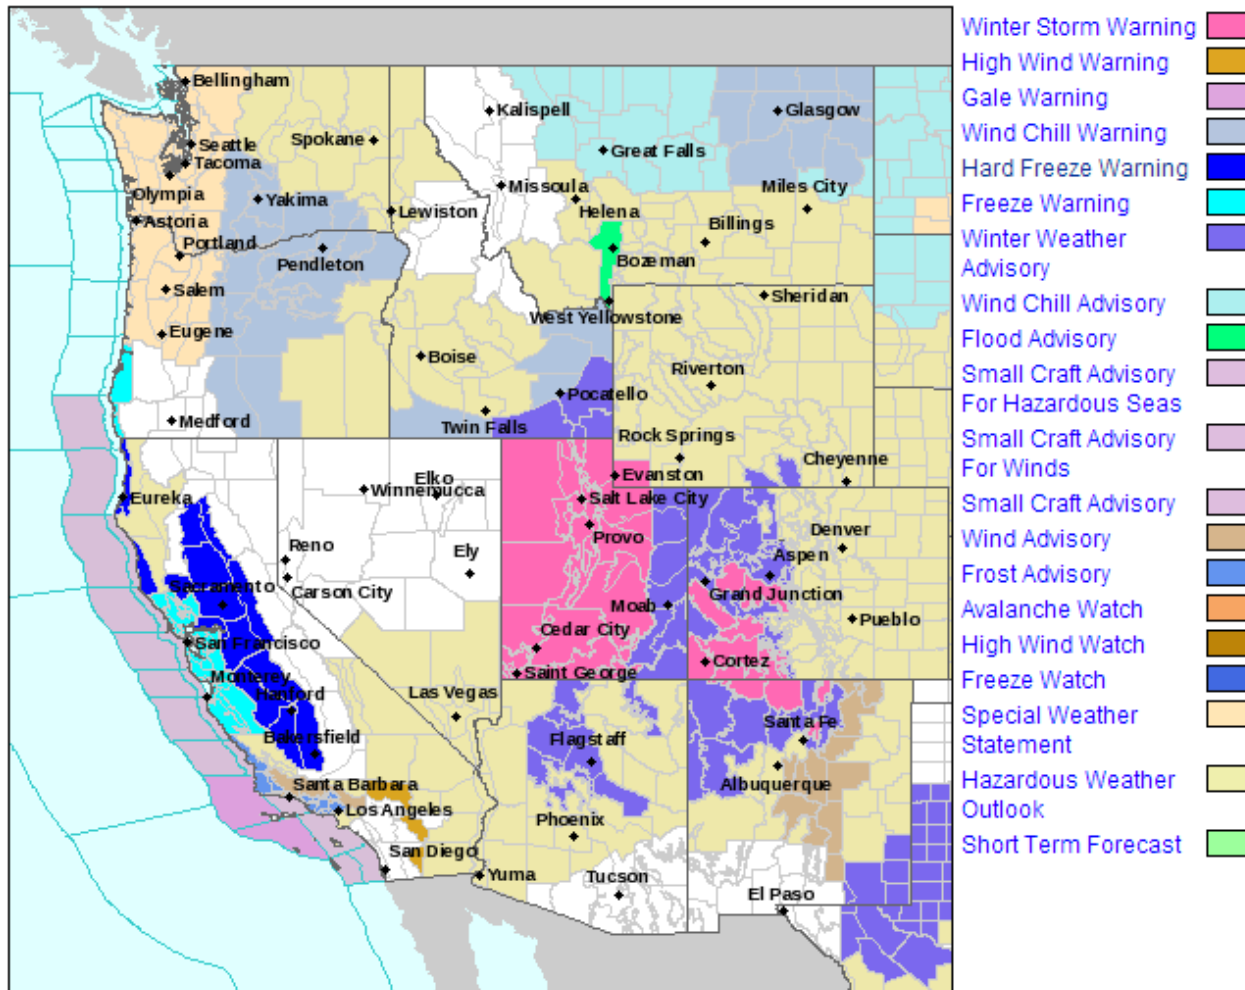 Bellingham
Kalispell
Glasgow
Seattle
Spokane
Great Falls
Tacoma
Olympia
Yakima
Missoula
Miles City
Astoria
Lewiston
Helena
Billings
Portland
Pendleton
Bozeman
Salem
Sheridan
Eugene
West Yellowstone
Boise
Riverton
Pocatello
Medford
Twin Falls
Rock Springs
Cheyenne
Elko
Evanston
Eureka
Winnemucca
Salt Lake City
Provo
Denver
Reno
Ely
Aspen
Sacramento
Carson City
Moab
Grand Junction
Pueblo
San Francisco
Cedar City
Cortez
Monterey
Saint George
Hanford
Las Vegas
Santa Fe
Bakersfield
Flagstaff
Santa Barbara
Albuquerque
Los Angeles
Phoenix
San Diego
Yuma
Tucson
El Paso
Winter Storm Warning
High Wind Warning
Gale Warning
Wind Chill Warning
Hard Freeze Warning
Freeze Warning
Winter Weather
Advisory
Wind Chill Advisory
Flood Advisory
Small Craft Advisory
For Hazardous Seas
Small Craft Advisory
For Winds
Small Craft Advisory
Wind Advisory
Frost Advisory
Avalanche Watch
High Wind Watch
Freeze Watch
Special Weather
Statement
Hazardous Weather
Outlook
Short Term Forecast